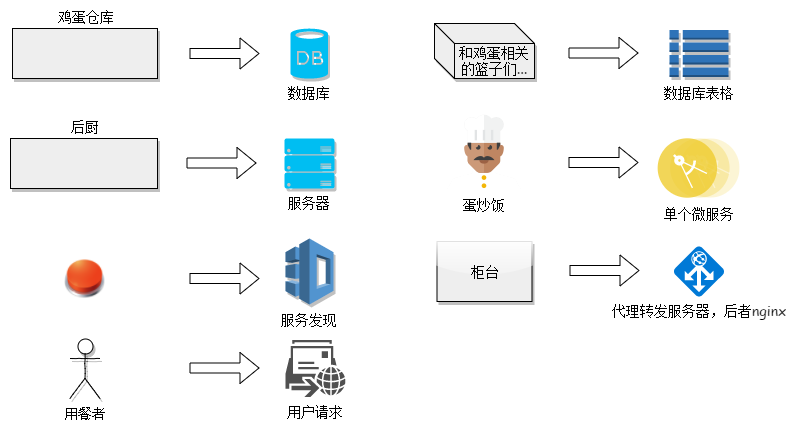 鸡蛋仓库
DB
数据库
和鸡蛋相关
的篮子们...
数据库表格
后厨
服务器
蛋炒饭
单个微服务
服务发现
柜台
代理转发服务器，后者nginx
用餐者
用户请求